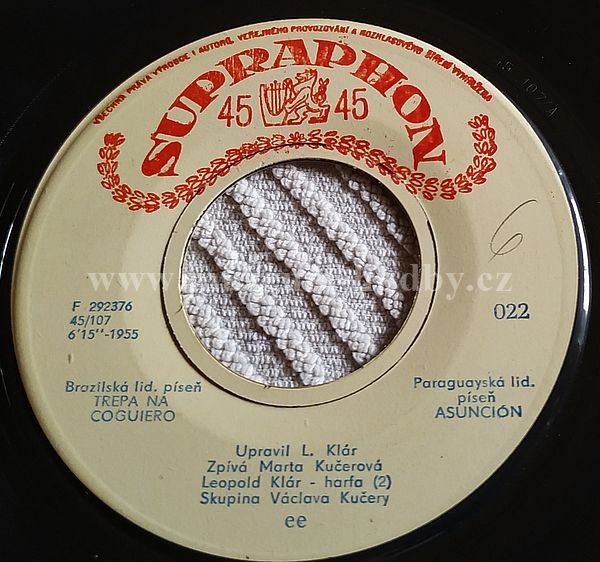 VŠECHNA PRÁVA VÝROBCE I AUTORŮ, VEŘEJNÉHO PROVOZOVÁNÍ A ROZHLASOVÉHO ŠÍŘENÍ VYHRAZENA
SUPRAPHON
45 45
6
F 292376
45/107
6'15''-1955
022
Brazilská lid. píseň
TREPA NA
COGUIERO
Paraguayská lid.
píseň
ASUNCIÓN
Upravil L. Klár
Zpívá Marta Kučerová
Leopold Klár - harfa (2)
Skupina Václava Kučery
ee